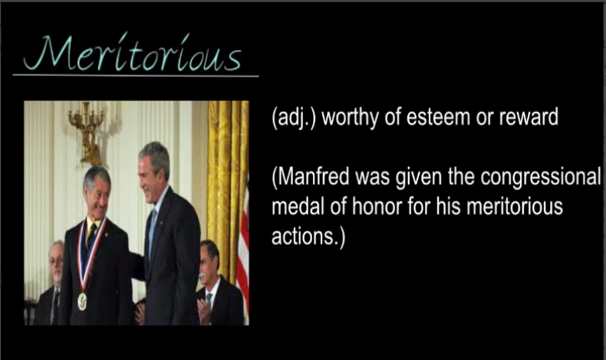 Meritorious
(adj.) worthy of esteem or reward
(Manfred was given the congressional
medal of honor for his meritorious
actions.)